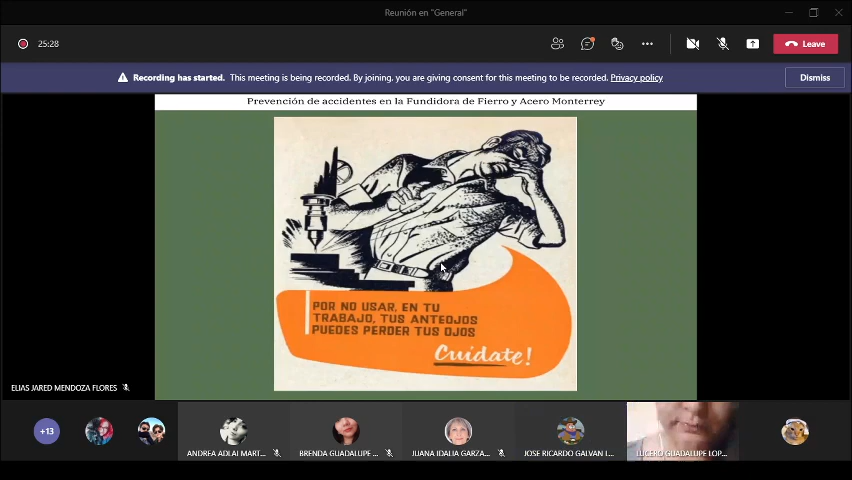 Reunión en "General"
25:28
Leave
Recording has started. This meeting is being recorded. By joining, you are giving consent for this meeting to be recorded. Privacy policy
Dismiss
Prevención de accidentes en la Fundidora de Fierro y Acero Monterrey
POR NO USAR, EN TU
TRABAJO, TUS ANTEOJOS
PUEDES PERDER TUS OJOS
Cuidate!
ELIAS JARED MENDOZA FLORES
+13
ANDREA ADLAI MART...
BRENDA GUADALUPE ...
JUANA IDALIA GARZA...
JOSE RICARDO GALVAN L...
LUCERO GUADALUPE LOP...